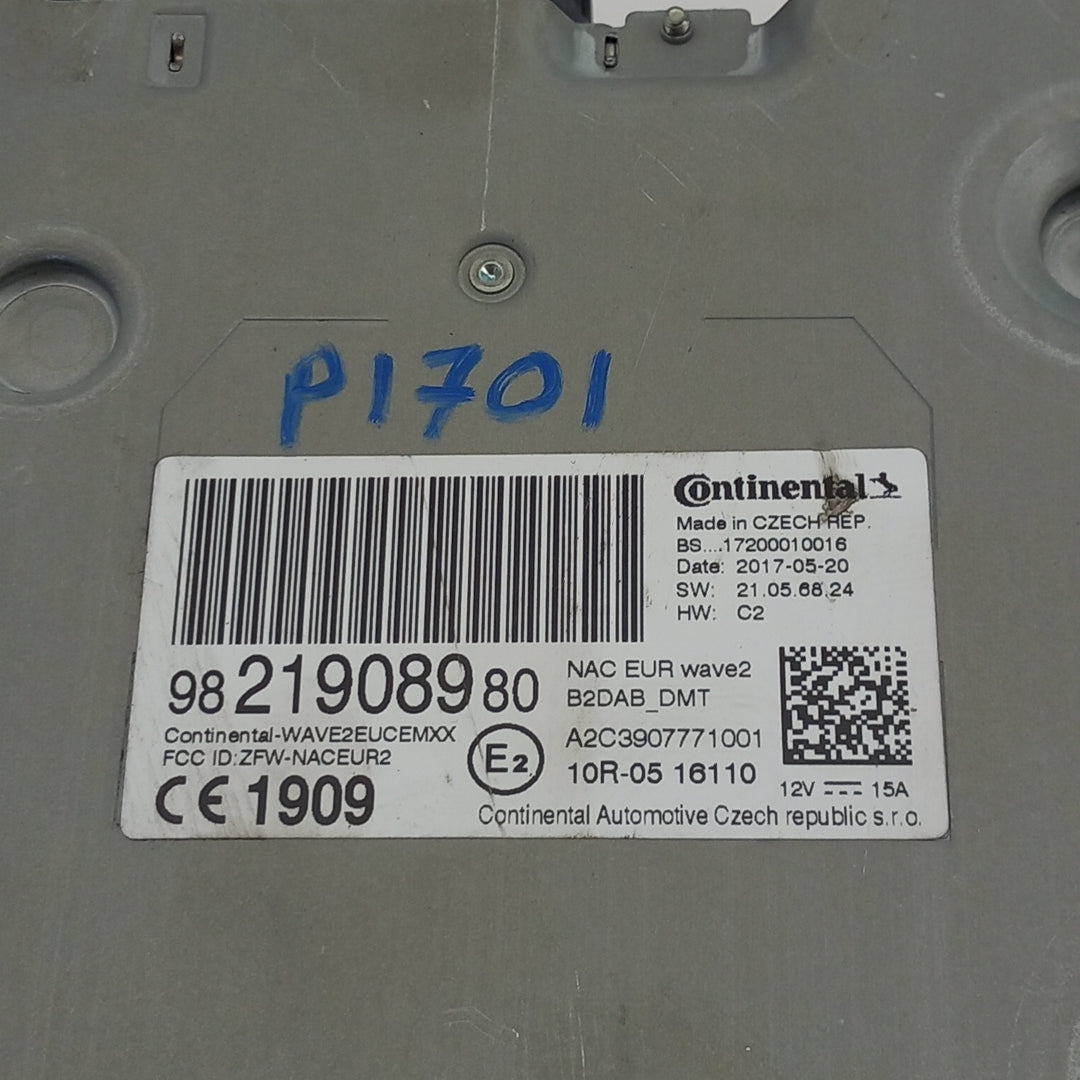 P1701
Continental
Made in CZECH REP.
BS....17200010016
Date: 2017-05-20
SW: 21.05.68.24
HW: C2
98 219089 80
NAC EUR wave2
B2DAB_DMT
Continental-WAVE2EUCEMXX
FCC ID:ZFW-NACEUR2
E2
A2C3907771001
10R-05 16110
12V 15A
CE 1909
Continental Automotive Czech republic s.r.o.